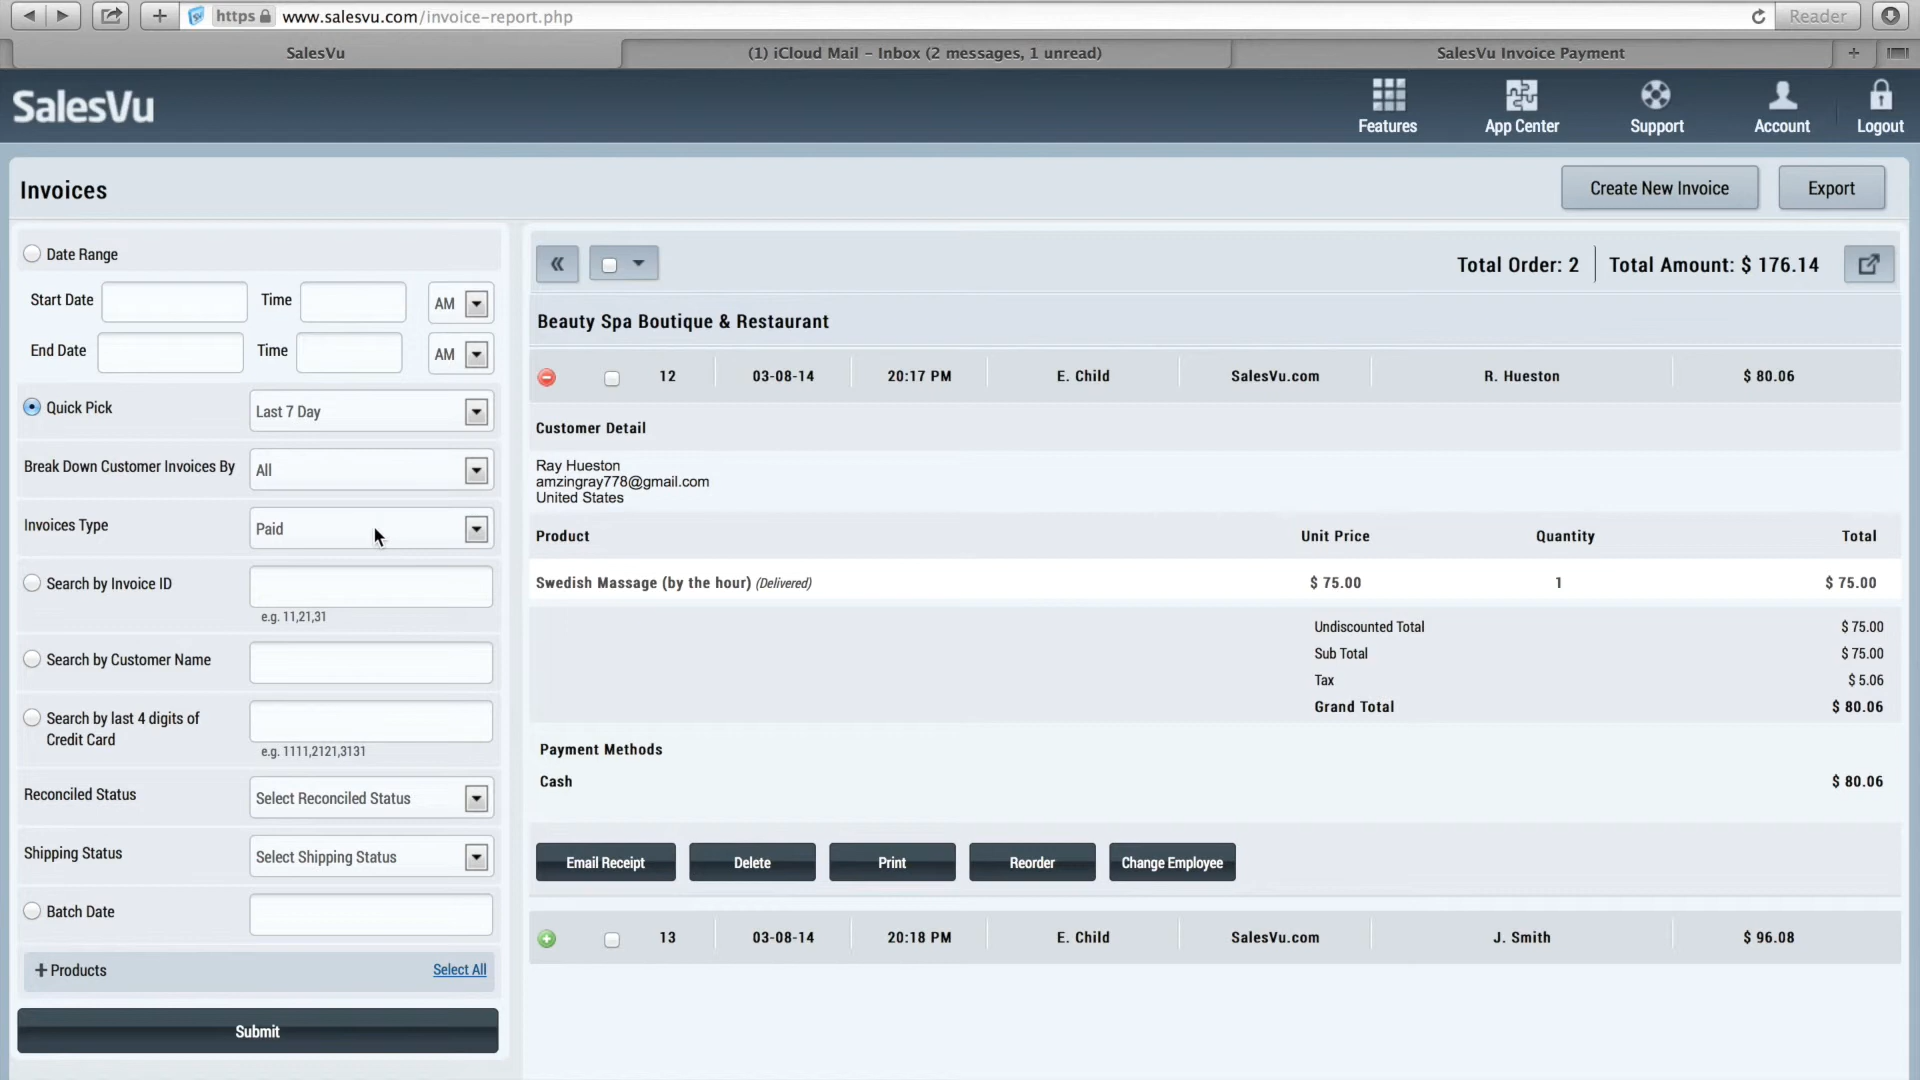 https www.salesvu.com/invoice-report.php Reader
SalesVu (1) iCloud Mail – Inbox (2 messages, 1 unread) SalesVu Invoice Payment
SalesVu Features App Center Support Account Logout
Invoices Create New Invoice Export
Date Range
Start Date Time AM
End Date Time AM
Quick Pick Last 7 Day
Break Down Customer Invoices By All
Invoices Type Paid
Search by Invoice ID
e.g. 11,21,31
Search by Customer Name
Search by last 4 digits of
Credit Card
e.g. 1111,2121,3131
Reconciled Status Select Reconciled Status
Shipping Status Select Shipping Status
Batch Date
+ Products Select All
Submit
Total Order: 2 Total Amount: $ 176.14
Beauty Spa Boutique & Restaurant
12 03-08-14 20:17 PM E. Child SalesVu.com R. Hueston $ 80.06
Customer Detail
Ray Hueston
amzingray778@gmail.com
United States
Product Unit Price Quantity Total
Swedish Massage (by the hour) (Delivered) $ 75.00 1 $ 75.00
Undiscounted Total $ 75.00
Sub Total $ 75.00
Tax $ 5.06
Grand Total $ 80.06
Payment Methods
Cash $ 80.06
Email Receipt Delete Print Reorder Change Employee
13 03-08-14 20:18 PM E. Child SalesVu.com J. Smith $ 96.08